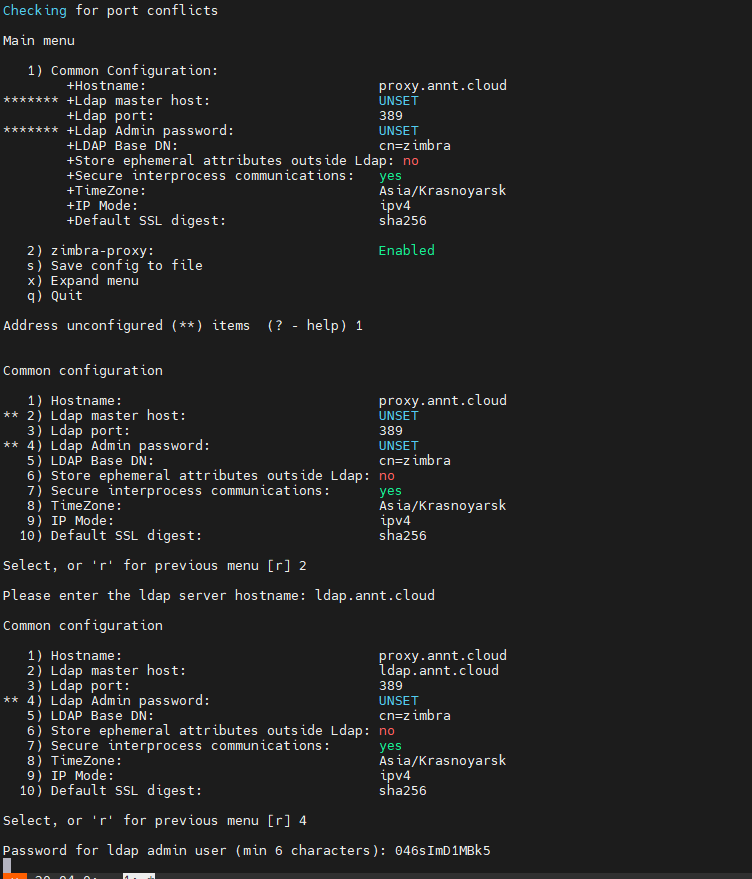 Checking for port conflicts
Main menu
1) Common Configuration:
+Hostname: proxy.annt.cloud
******* +Ldap master host: UNSET
+Ldap port: 389
******* +Ldap Admin password: UNSET
+LDAP Base DN: cn=zimbra
+Store ephemeral attributes outside Ldap: no
+Secure interprocess communications: yes
+TimeZone: Asia/Krasnoyarsk
+IP Mode: ipv4
+Default SSL digest: sha256
2) zimbra-proxy: Enabled
s) Save config to file
x) Expand menu
q) Quit
Address unconfigured (**) items  (? - help) 1
Common configuration
1) Hostname: proxy.annt.cloud
** 2) Ldap master host: UNSET
3) Ldap port: 389
** 4) Ldap Admin password: UNSET
5) LDAP Base DN: cn=zimbra
6) Store ephemeral attributes outside Ldap: no
7) Secure interprocess communications: yes
8) TimeZone: Asia/Krasnoyarsk
9) IP Mode: ipv4
10) Default SSL digest: sha256
Select, or 'r' for previous menu [r] 2
Please enter the ldap server hostname: ldap.annt.cloud
Common configuration
1) Hostname: proxy.annt.cloud
2) Ldap master host: ldap.annt.cloud
3) Ldap port: 389
** 4) Ldap Admin password: UNSET
5) LDAP Base DN: cn=zimbra
6) Store ephemeral attributes outside Ldap: no
7) Secure interprocess communications: yes
8) TimeZone: Asia/Krasnoyarsk
9) IP Mode: ipv4
10) Default SSL digest: sha256
Select, or 'r' for previous menu [r] 4
Password for ldap admin user (min 6 characters): 046sImD1MBk5